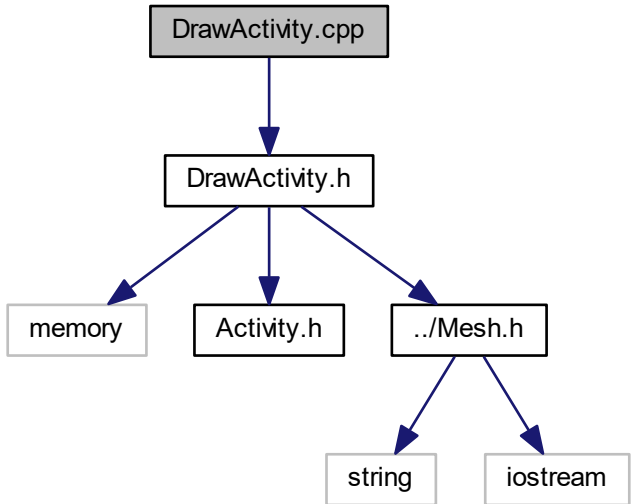 DrawActivity.cpp
DrawActivity.h
memory
Activity.h
../Mesh.h
string
iostream